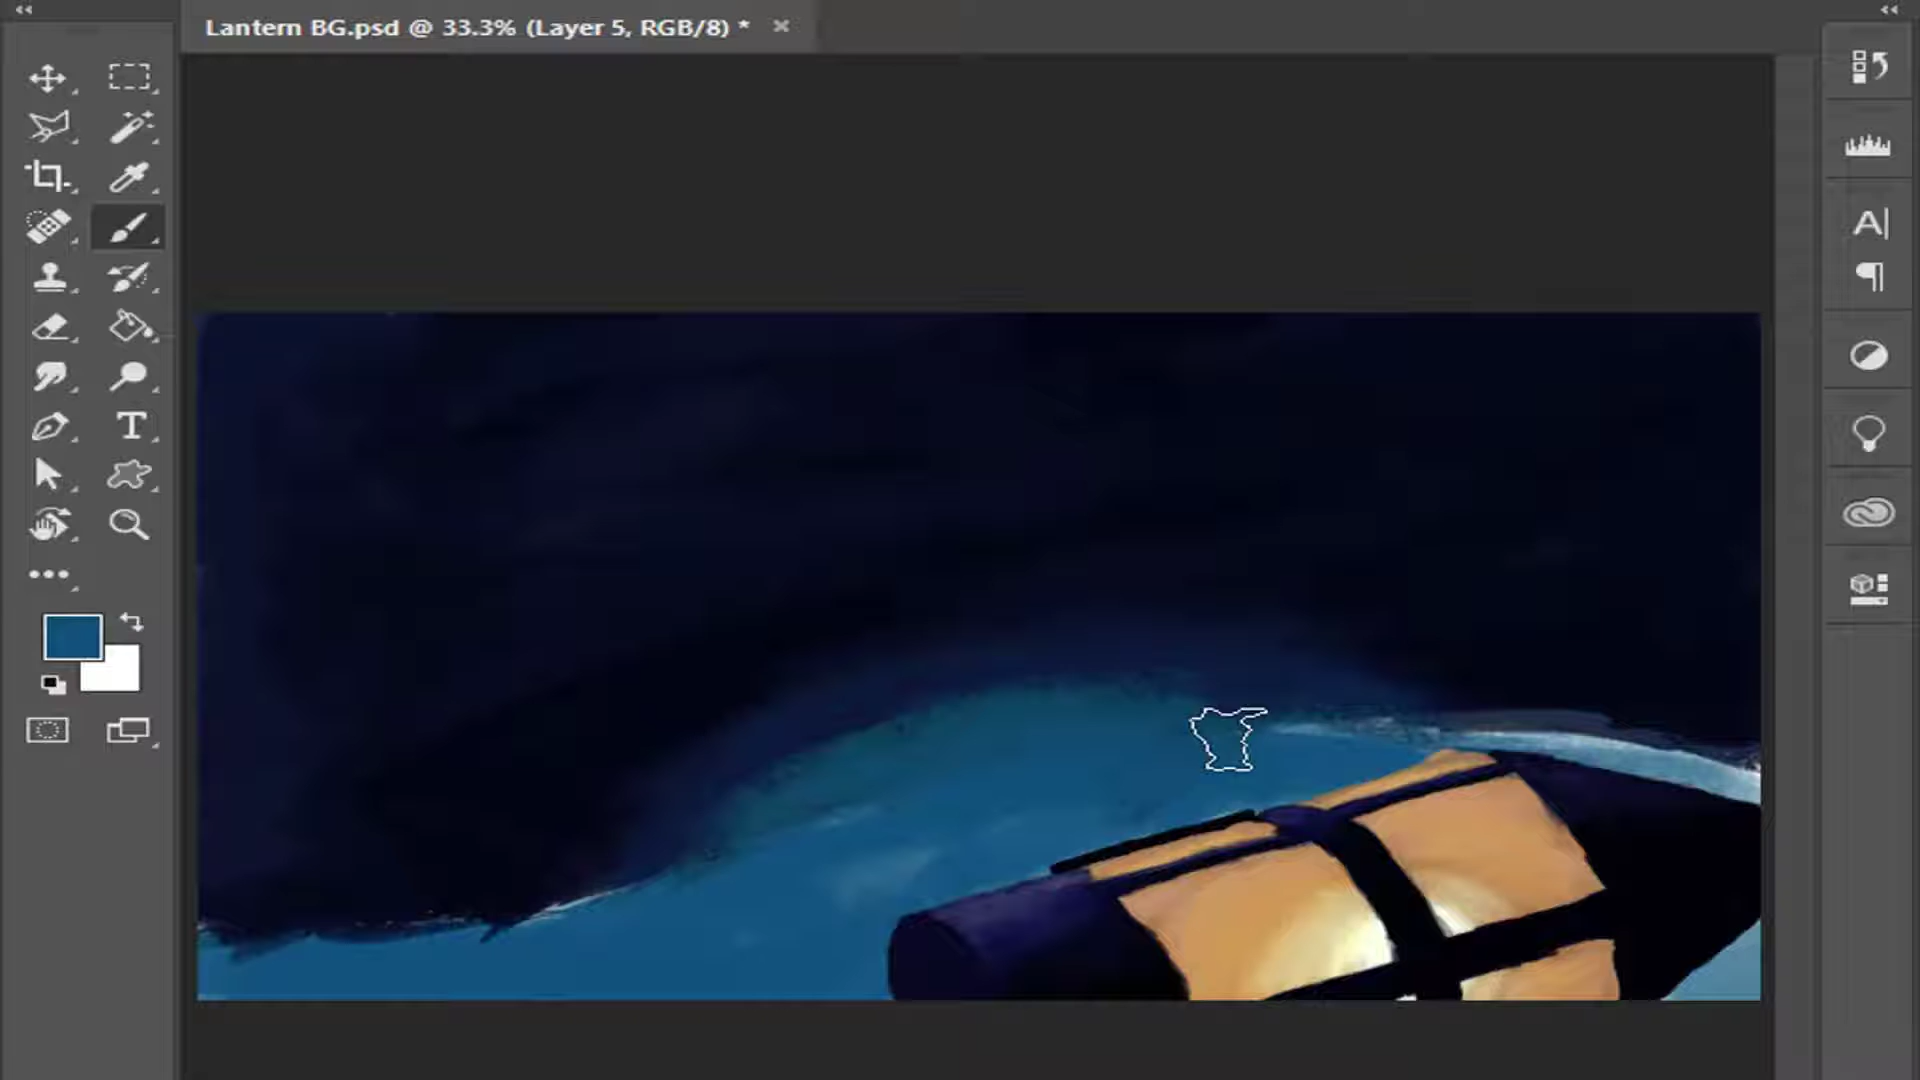 Lantern BG.psd @ 33.3% (Layer 5, RGB/8) *